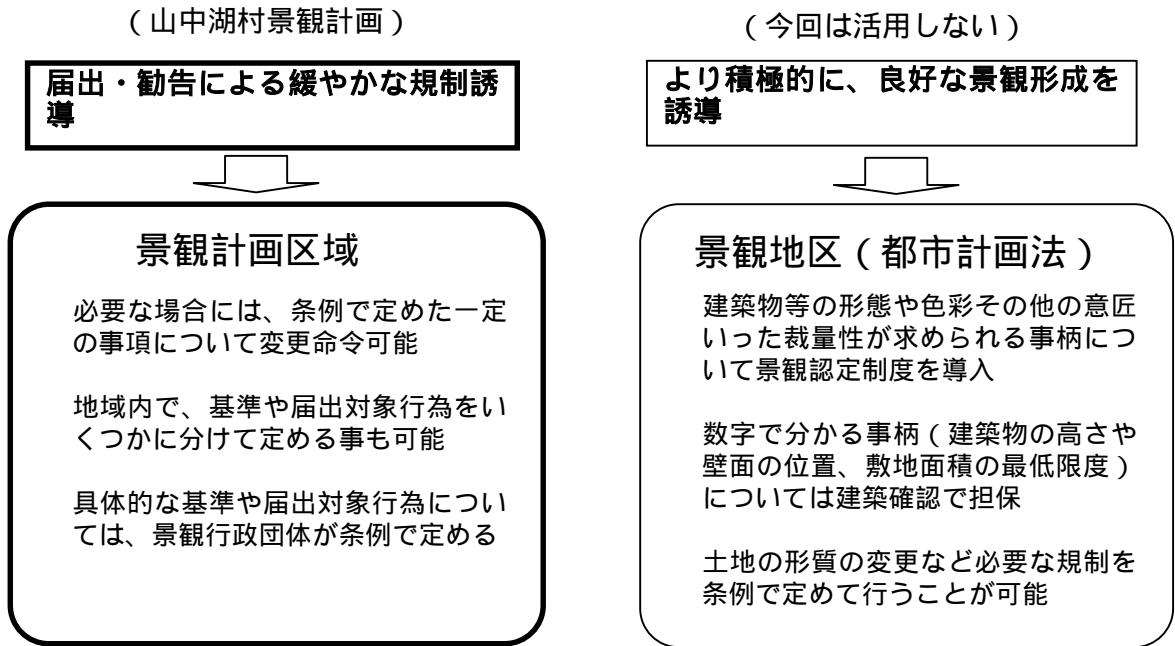 （山中湖村景観計画）
届出・勧告による緩やかな規制誘
導
景観計画区域
必要な場合には、条例で定めた一定
の事項について変更命令可能
地域内で、基準や届出対象行為をい
くつかに分けて定める事も可能
具体的な基準や届出対象行為につい
ては、景観行政団体が条例で定める
（今回は活用しない）
より積極的に、良好な景観形成を
誘導
景観地区（都市計画法）
建築物等の形態や色彩その他の意匠
いった裁量性が求められる事柄につ
いて景観認定制度を導入
数字で分かる事柄（建築物の高さや
壁面の位置、敷地面積の最低限度）
については建築確認で担保
土地の形質の変更など必要な規制を
条例で定めて行うことが可能